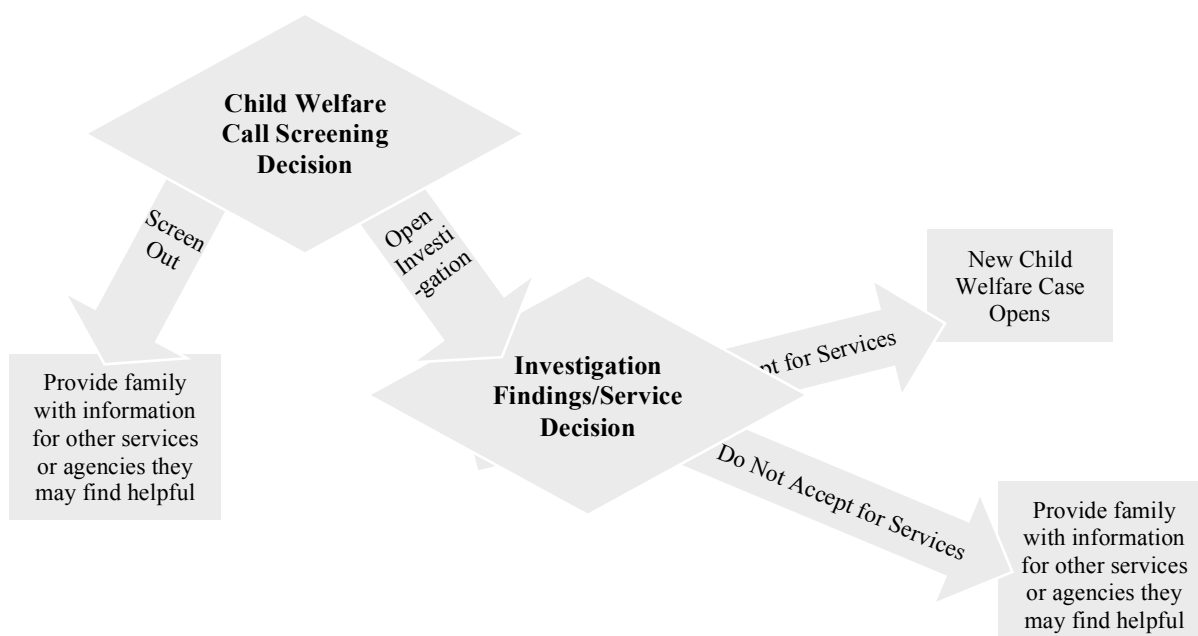 Child Welfare
Call Screening
Decision
Screen
Out
Open
Investi
-gation
New Child
Welfare Case
Opens
pt for Services
Investigation
Findings/Service
Decision
Provide family
with information
for other services
or agencies they
may find helpful
Do Not Accept for Services
Provide family
with information
for other services
or agencies they
may find helpful